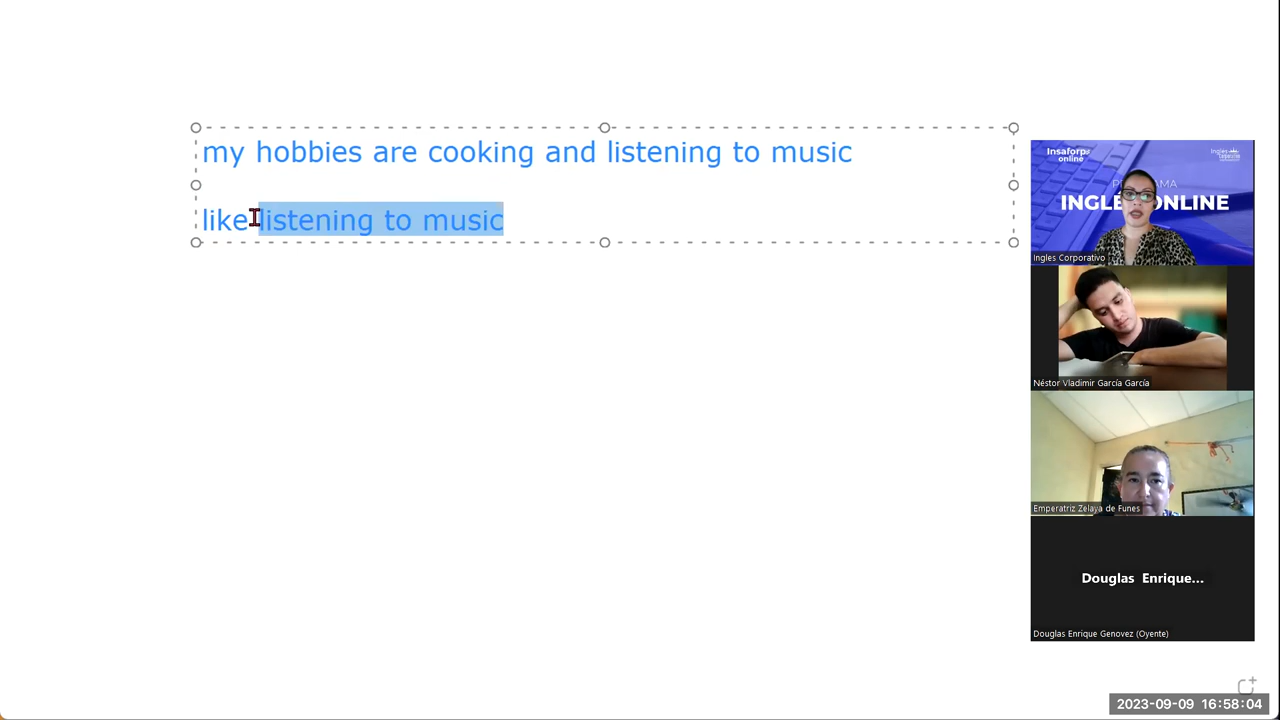 my hobbies are cooking and listening to music
like listening to music
Insaforp
online
INGLÉ ONLINE
Ingles Corporativo
Néstor Vladimir García García
Emperatriz Zelaya de Funes
Douglas Enrique...
Douglas Enrique Genovez (Oyente)
2023-09-09 16:58:04